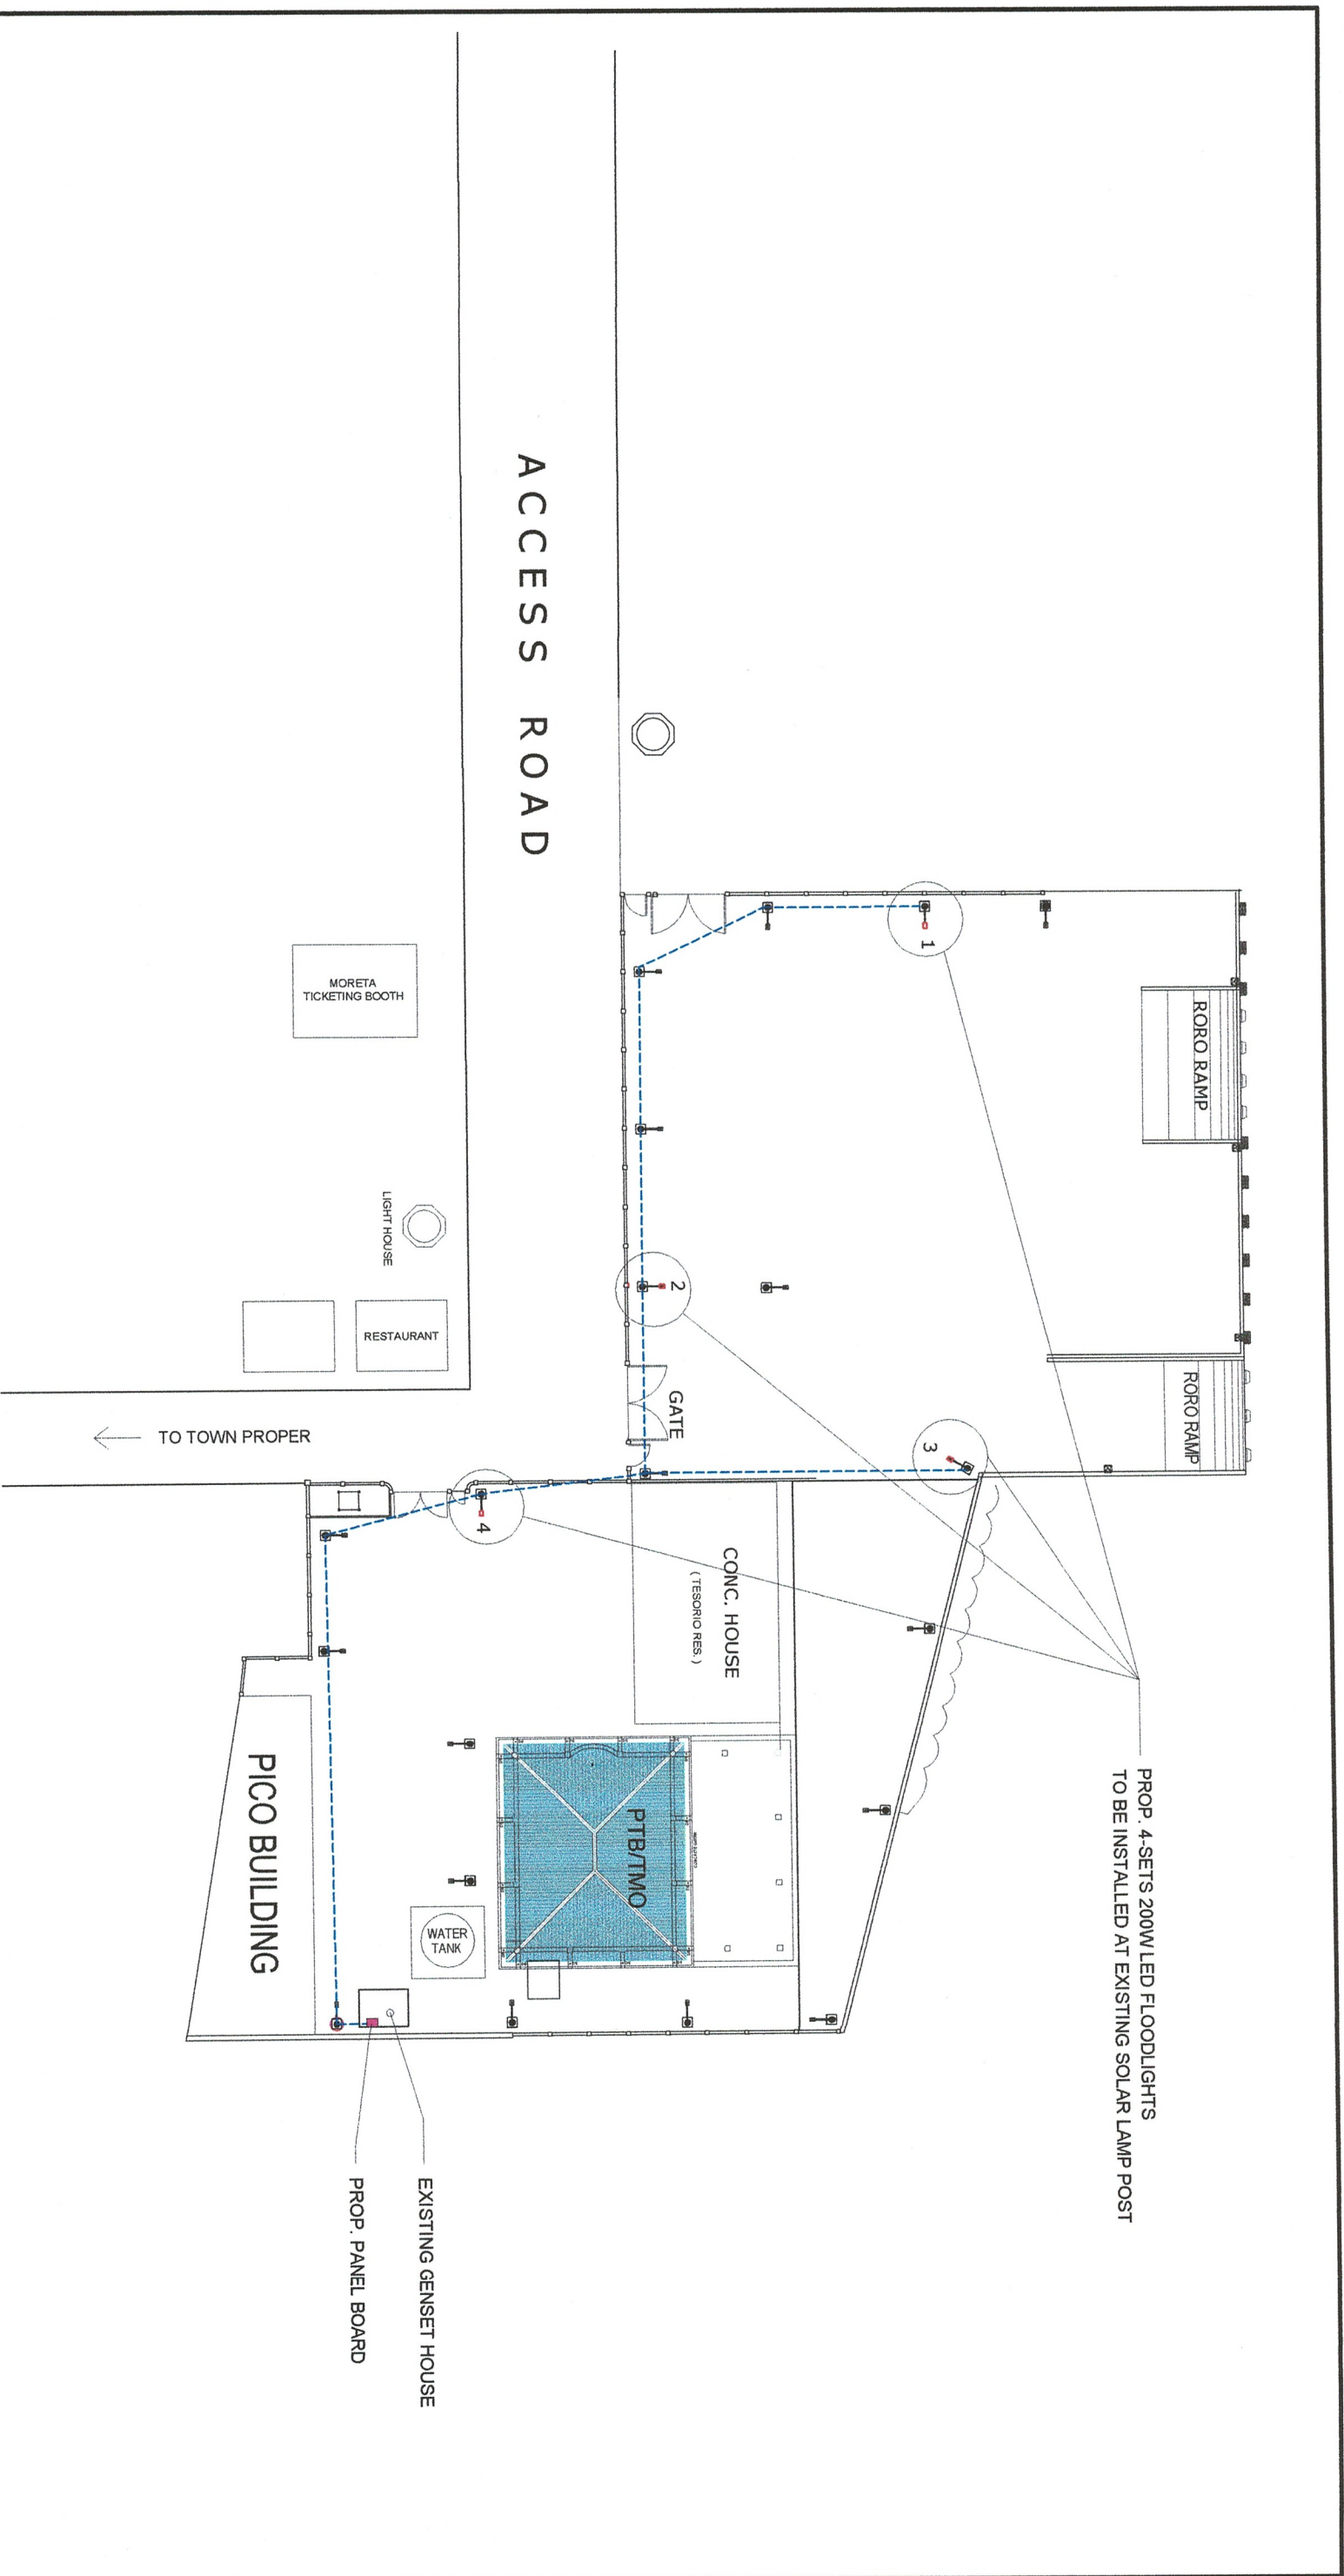 ACCESS ROAD
RORO RAMP
RORO RAMP
1
2
3
4
GATE
MORETA
TICKETING BOOTH
LIGHT HOUSE
RESTAURANT
TO TOWN PROPER
CONC. HOUSE
( TESORIO RES. )
PTB/TMO
WATER
TANK
PICO BUILDING
PROP. 4-SETS 200W LED FLOODLIGHTS
TO BE INSTALLED AT EXISTING SOLAR LAMP POST
EXISTING GENSET HOUSE
PROP. PANEL BOARD